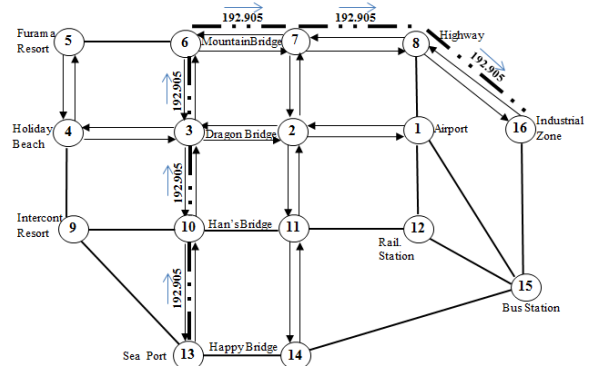 192.905
192.905
Furama
Resort
5
6
MountainBridge
7
8
Highway
192.905
192.905
Holiday
Beach
4
3
Dragon Bridge
2
1
Airport
16
Industrial
Zone
192.905
Intercont
Resort
9
10
Han'sBridge
11
12
Rail.
Station
192.905
15
Bus Station
Sea Port
13
HappyBridge
14